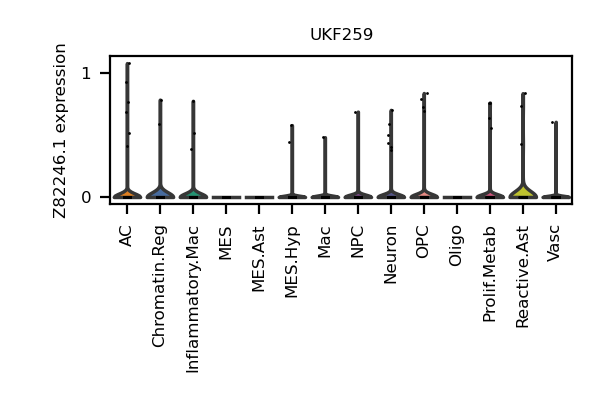 UKF259
Z82246.1 expression
1
0
AC
Chromatin.Reg
Inflammatory.Mac
MES
MES.Ast
MES.Hyp
Mac
NPC
Neuron
OPC
Oligo
Prolif.Metab
Reactive.Ast
Vasc